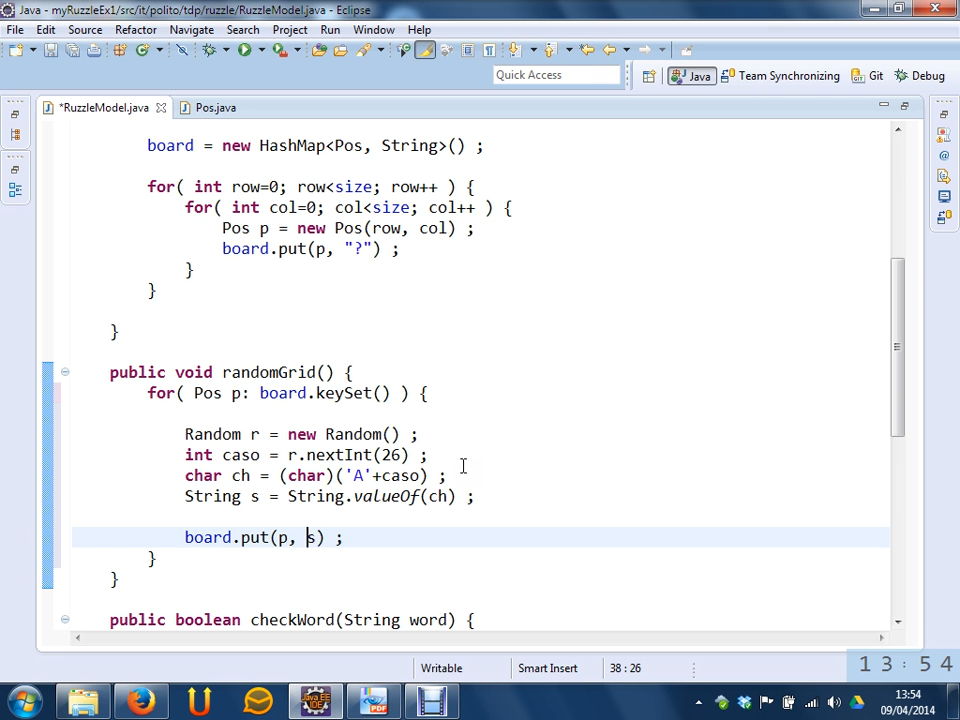 Java - myRuzzleEx1/src/it/polito/tdp/ruzzle/RuzzleModel.java - Eclipse
File Edit Source Refactor Navigate Search Project Run Window Help
Quick Access
Java Team Synchronizing Git Debug
*RuzzleModel.java Pos.java
board = new HashMap<Pos, String>() ;
for( int row=0; row<size; row++ ) {
for( int col=0; col<size; col++ ) {
Pos p = new Pos(row, col) ;
board.put(p, "?") ;
}
}
}
public void randomGrid() {
for( Pos p: board.keySet() ) {
Random r = new Random() ;
int caso = r.nextInt(26) ;
char ch = (char)('A'+caso) ;
String s = String.valueOf(ch) ;
board.put(p, s) ;
}
}
public boolean checkWord(String word) {
Writable Smart Insert 38 : 26
13:54
13:54
09/04/2014